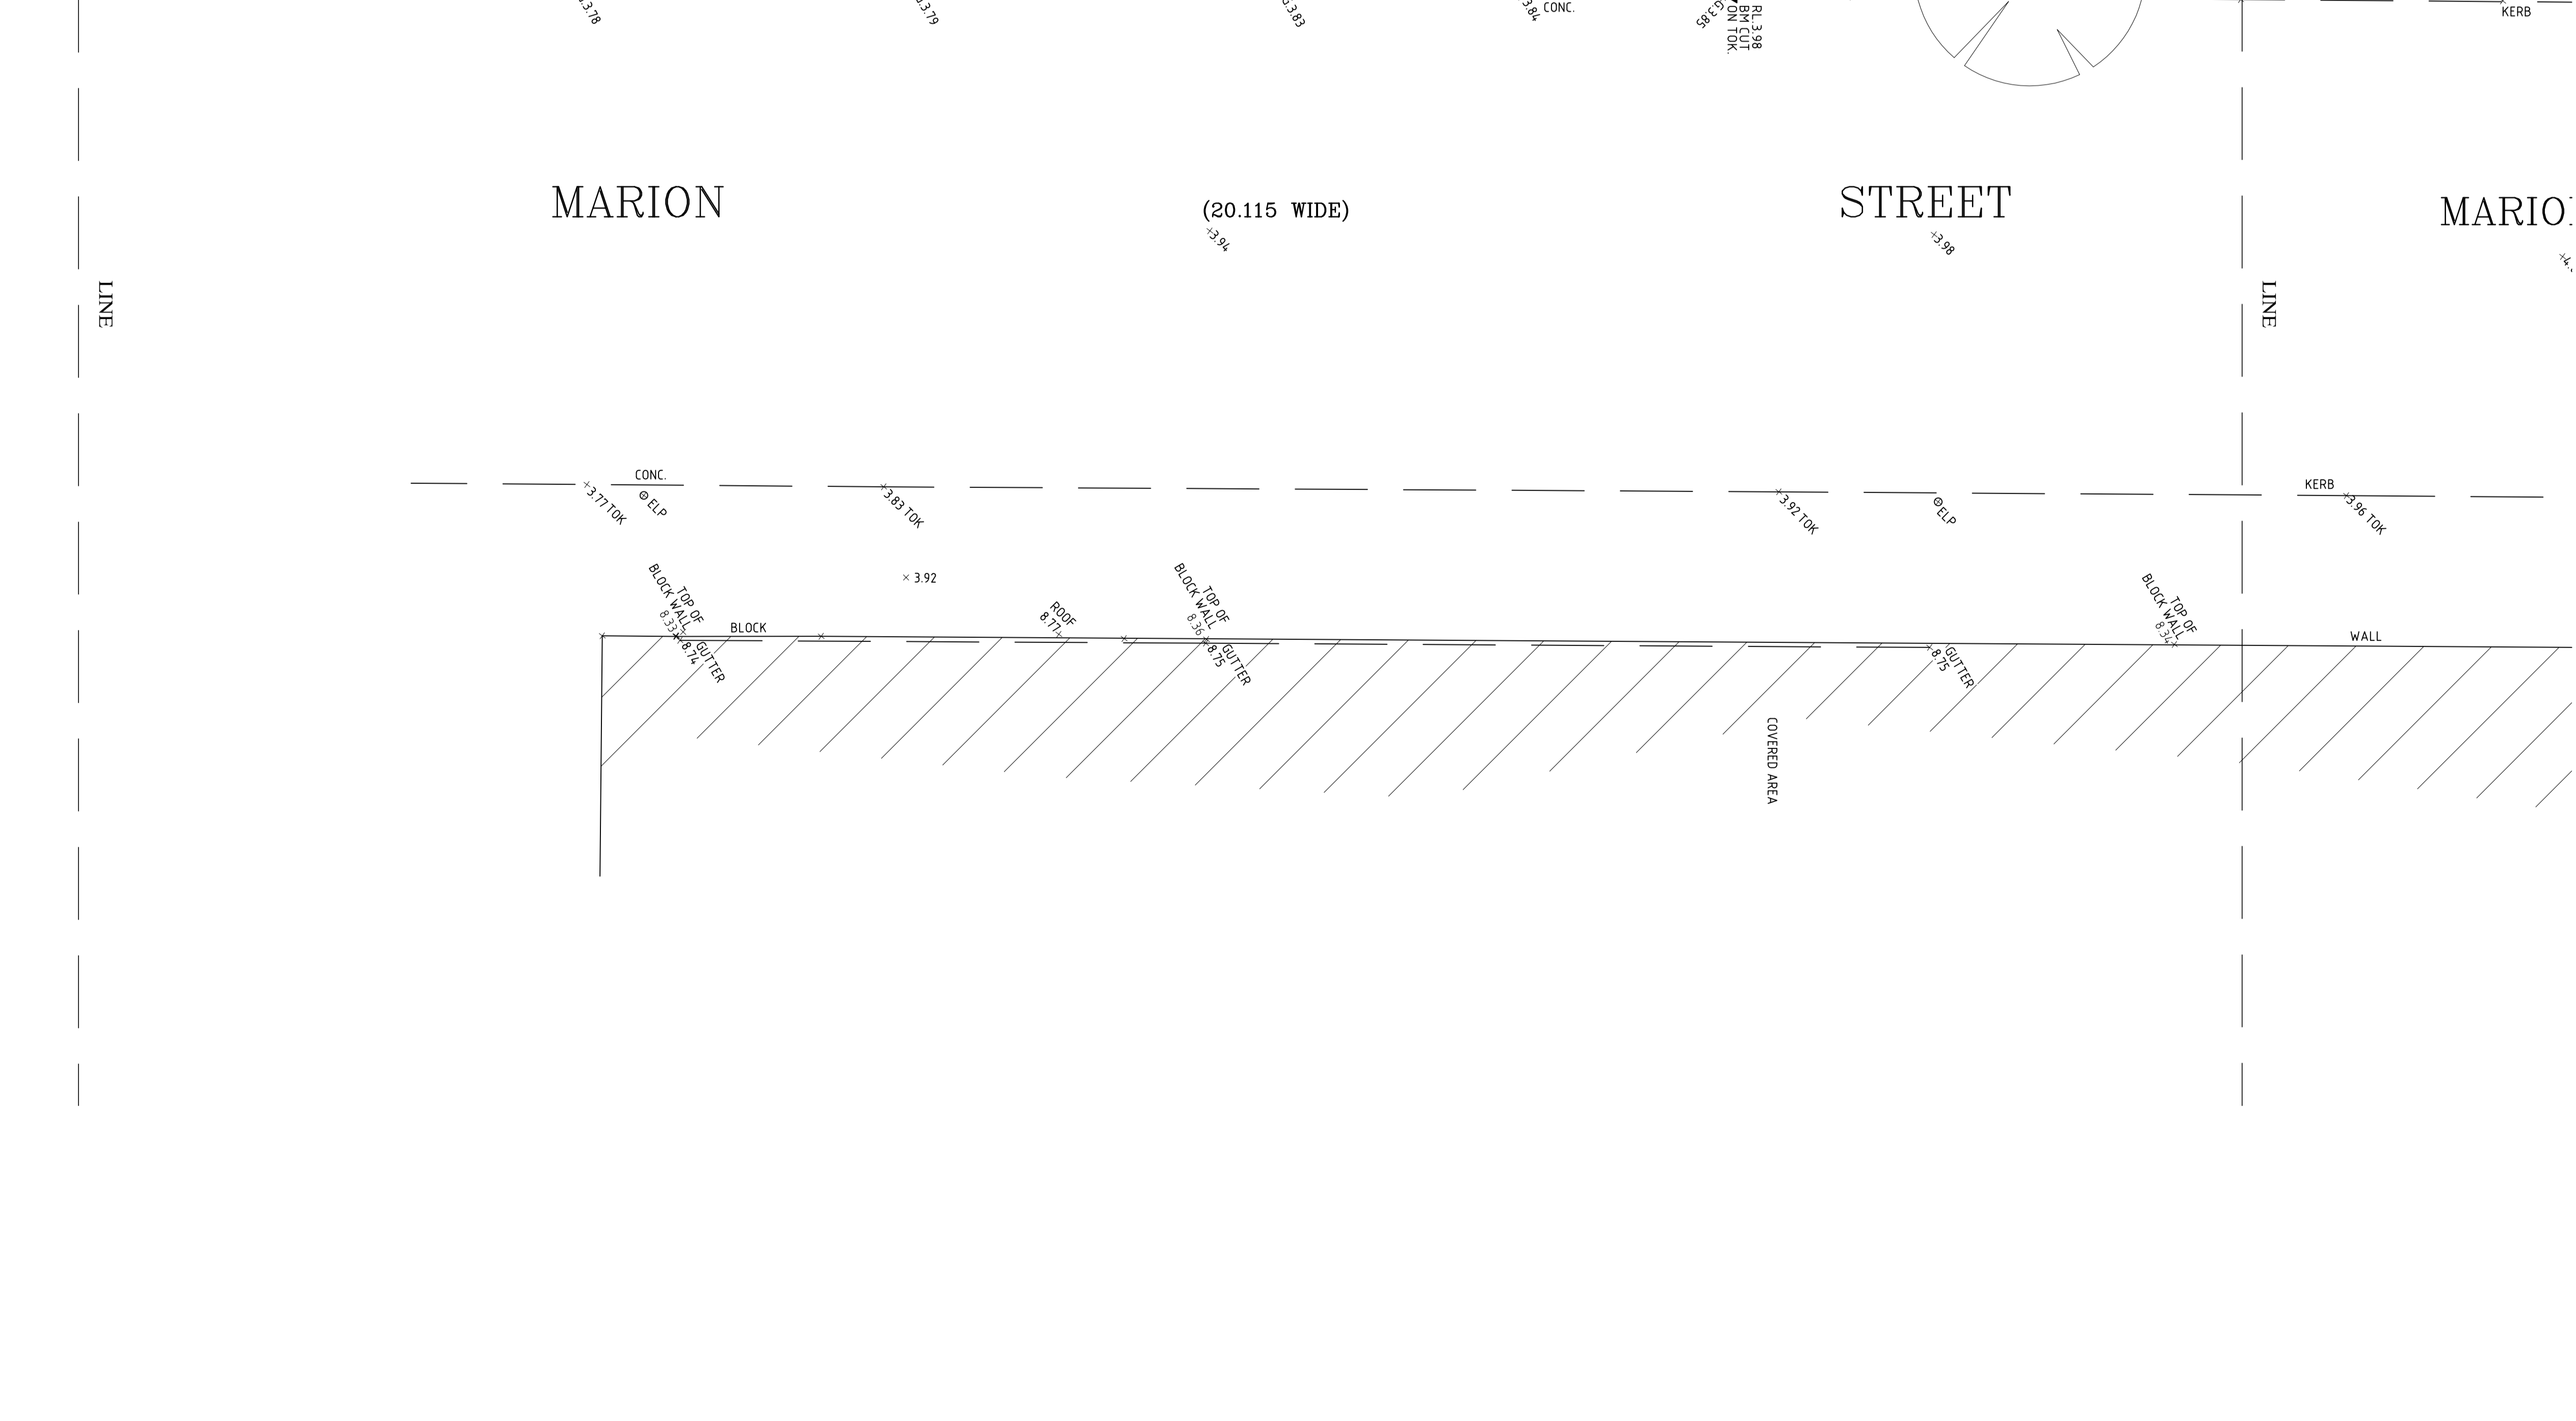 3.78
3.79
3.83
3.84
CONC.
G.3.85
RL.3.98
BM CUT
ON TOK.
KERB
MARION
(20.115 WIDE)
STREET
+3.94
+3.98
LINE
LINE
CONC.
+3.77 TOK
ELP
3.83 TOK
3.92 TOK
ELP
KERB
3.96 TOK
3.92
TOP OF
BLOCK WALL
8.33
BLOCK
GUTTER
8.74
ROOF
8.77
TOP OF
BLOCK WALL
8.36
GUTTER
8.75
GUTTER
8.75
TOP OF
BLOCK WALL
8.34
WALL
COVERED AREA